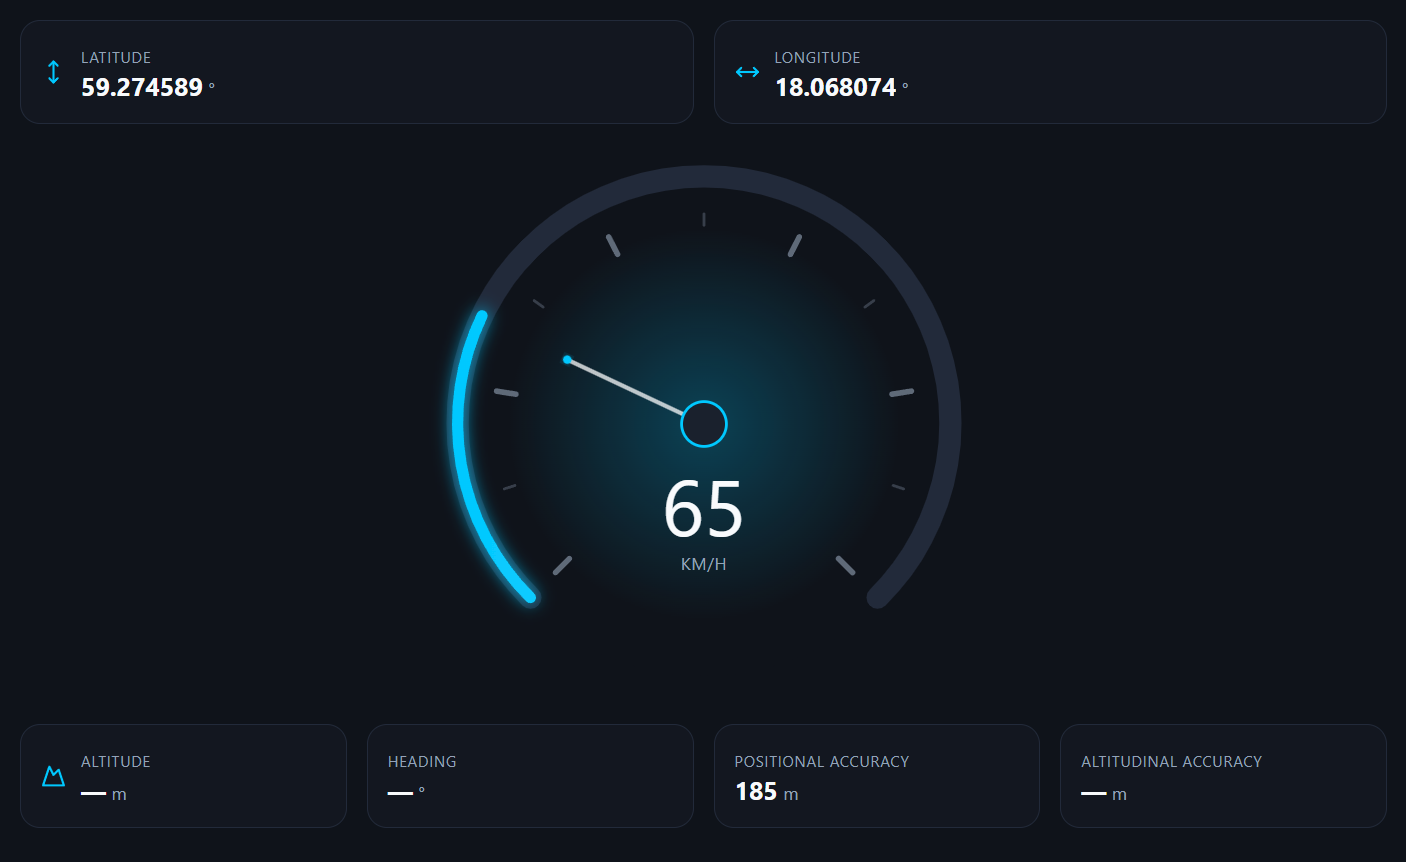 LATITUDE
59.274589 °
LONGITUDE
18.068074 °
65
KM/H
ALTITUDE
— m
HEADING
— °
POSITIONAL ACCURACY
185 m
ALTITUDINAL ACCURACY
— m